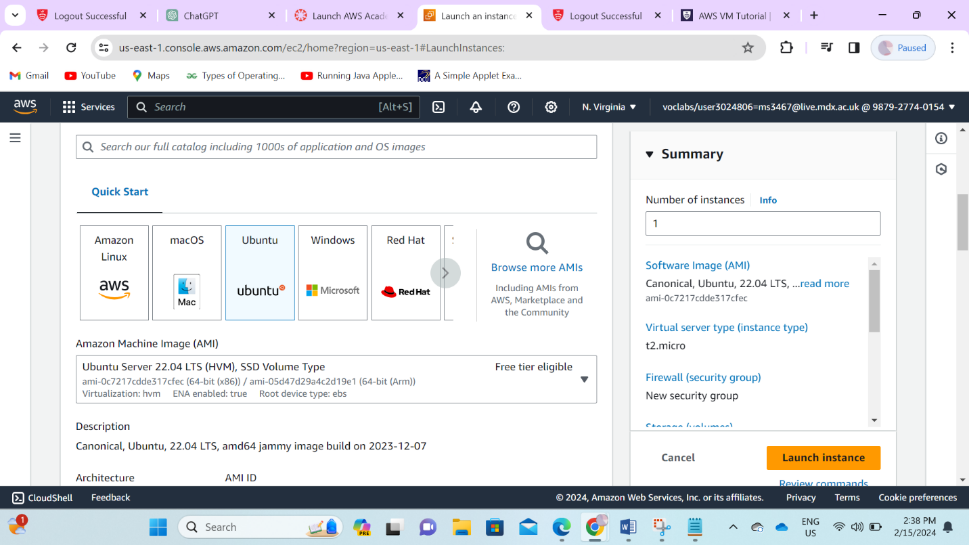 Logout Successful
ChatGPT
Launch AWS Acade
Launch an instance
Logout Successful
AWS VM Tutorial |
us-east-1.console.aws.amazon.com/ec2/home?region=us-east-1#LaunchInstances:
Paused
Gmail
YouTube
Maps
Types of Operating...
Running Java Apple...
A Simple Applet Exa...
aws
Services
Search
[Alt+S]
N. Virginia
voclabs/user3024806=ms3467@live.mdx.ac.uk @ 9879-2774-0154
Search our full catalog including 1000s of application and OS images
Quick Start
Amazon
Linux
aws
macOS
Mac
Ubuntu
ubuntu
Windows
Microsoft
Red Hat
Red Hat
Browse more AMIs
Including AMIs from
AWS, Marketplace and
the Community
Amazon Machine Image (AMI)
Ubuntu Server 22.04 LTS (HVM), SSD Volume Type
Free tier eligible
ami-0c7217cdde317cfec (64-bit (x86)) / ami-05d47d29a4c2d19e1 (64-bit (Arm))
Virtualization: hvm ENA enabled: true Root device type: ebs
Description
Canonical, Ubuntu, 22.04 LTS, amd64 jammy image build on 2023-12-07
Architecture
AMI ID
Summary
Number of instances
Info
1
Software Image (AMI)
Canonical, Ubuntu, 22.04 LTS, ...read more
ami-0c7217cdde317cfec
Virtual server type (instance type)
t2.micro
Firewall (security group)
New security group
Storage (volumes)
Cancel
Launch instance
Review commands
CloudShell
Feedback
© 2024, Amazon Web Services, Inc. or its affiliates.
Privacy
Terms
Cookie preferences
1
Search
PRE
ENG
US
2:38 PM
2/15/2024